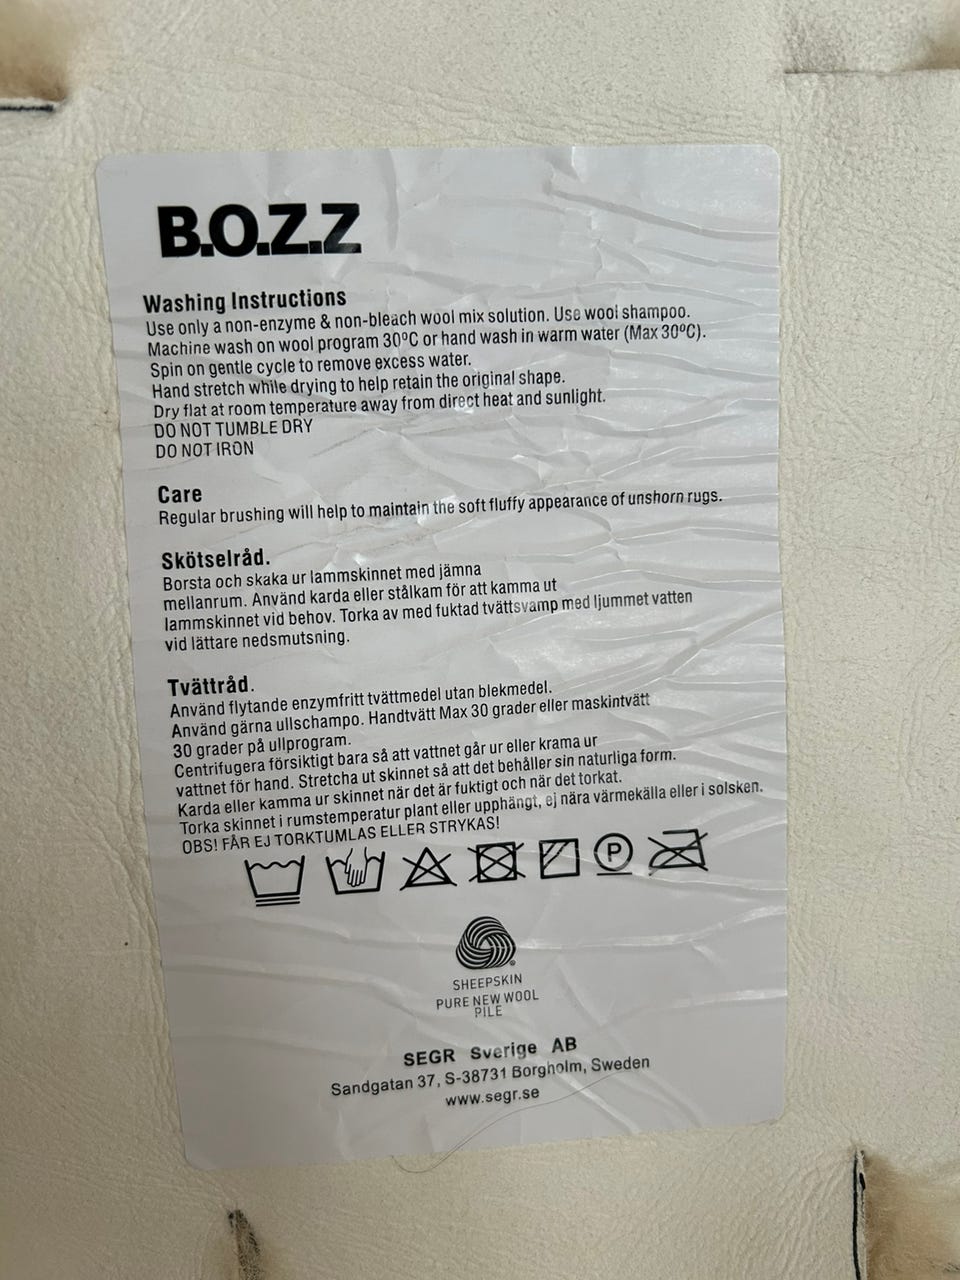 B.O.Z.Z
Washing Instructions
Use only a non-enzyme & non-bleach wool mix solution. Use wool shampoo.
Machine wash on wool program 30ºC or hand wash in warm water (Max 30ºC).
Spin on gentle cycle to remove excess water.
Hand stretch while drying to help retain the original shape.
Dry flat at room temperature away from direct heat and sunlight.
DO NOT TUMBLE DRY
DO NOT IRON
Care
Regular brushing will help to maintain the soft fluffy appearance of unshorn rugs.
Skötselråd.
Borsta och skaka ur lammskinnet med jämna
mellanrum. Använd karda eller stålkam för att kamma ut
lammskinnet vid behov. Torka av med fuktad tvättsvamp med ljummet vatten
vid lättare nedsmutsning.
Tvättråd.
Använd flytande enzymfritt tvättmedel utan blekmedel.
Använd gärna ullschampo. Handtvätt Max 30 grader eller maskintvätt
30 grader på ullprogram.
Centrifugera försiktigt bara så att vattnet går ur eller krama ur
vattnet för hand. Stretcha ut skinnet så att det behåller sin naturliga form.
Karda eller kamma ur skinnet när det är fuktigt och när det torkat.
Torka skinnet i rumstemperatur plant eller upphängt, ej nära värmekälla eller i solsken.
OBS! FÅR EJ TORKTUMLAS ELLER STRYKAS!
P
SHEEPSKIN
PURE NEW WOOL
PILE
SEGR Sverige AB
Sandgatan 37, S-38731 Borgholm, Sweden
www.segr.se